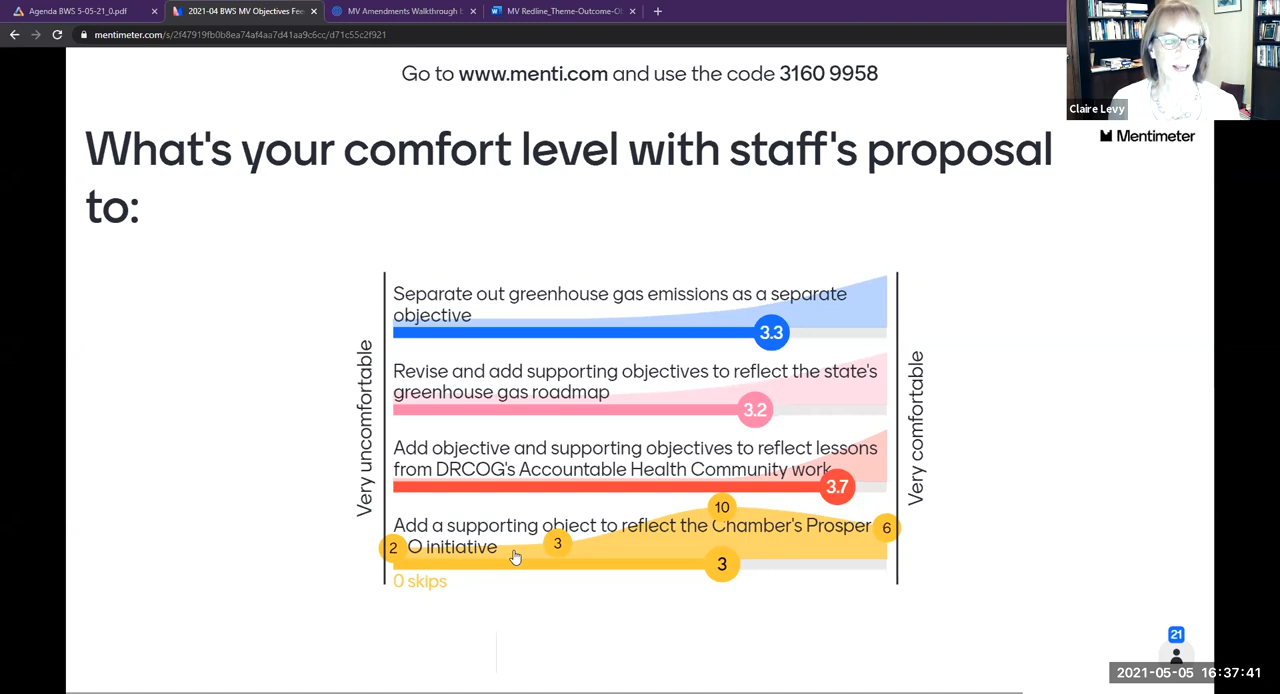 Agenda BWS 5-05-21_0.pdf
2021-04 BWS MV Objectives Fee
MV Amendments Walkthrough
MV Redline_Theme-Outcome-O
mentimeter.com/s/2f47919fb0b8ea74af4aa7d41aa9c6cc/d71c55c2f921
Go to www.menti.com and use the code 3160 9958
Claire Levy
Mentimeter
What's your comfort level with staff's proposal
to:
Very uncomfortable
Very comfortable
Separate out greenhouse gas emissions as a separate
objective
3.3
Revise and add supporting objectives to reflect the state's
greenhouse gas roadmap
3.2
Add objective and supporting objectives to reflect lessons
from DRCOG's Accountable Health Community work
3.7
10
Add a supporting object to reflect the Chamber's Prosper
6
2
O initiative
3
3
0 skips
21
2021-05-05 16:37:41